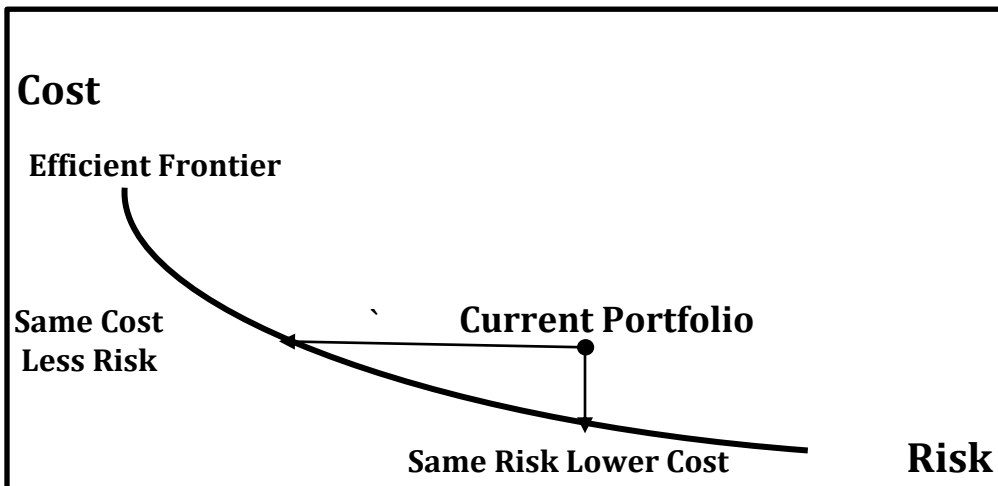 Cost
Efficient Frontier
Same Cost
Less Risk
`
Current Portfolio
Same Risk Lower Cost
Risk